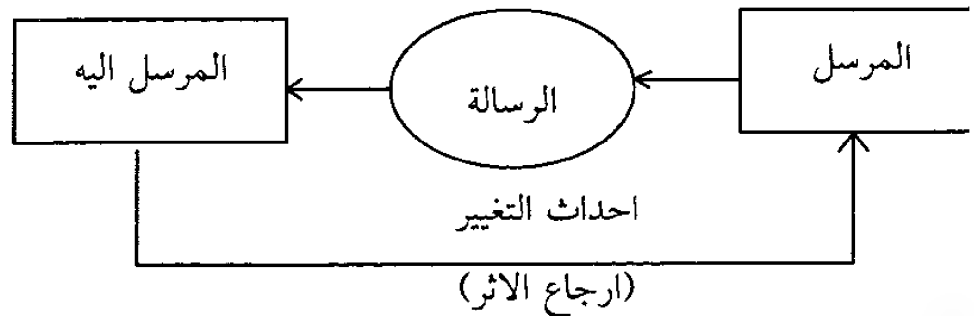 المرسل
الرسالة
المرسل اليه
احداث التغيير
(ارجاع الاثر)